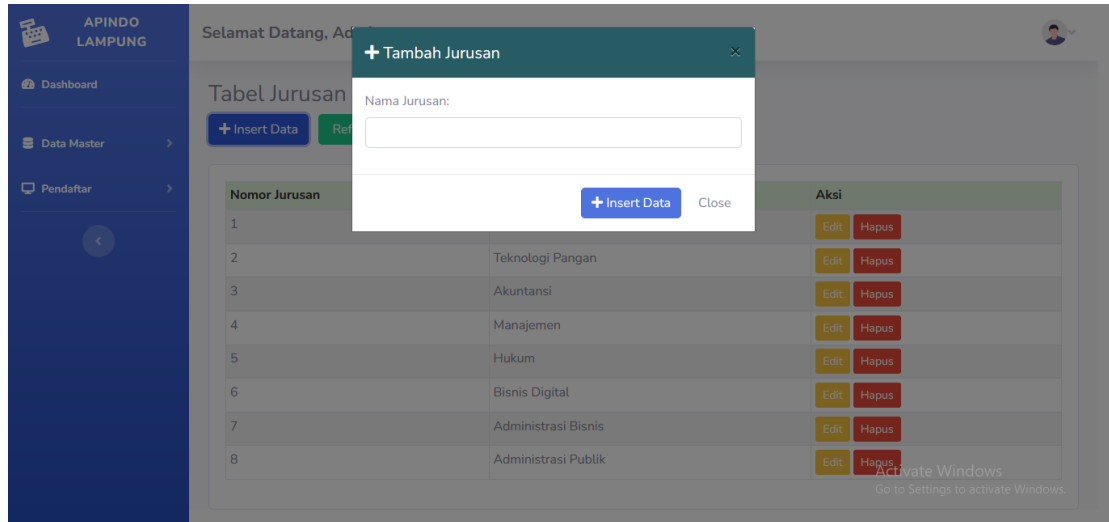 APINDO
LAMPUNG
Selamat Datang, Ad
Dashboard
Data Master
Pendaftar
Tabel Jurusan
Insert Data
Ref
Tambah Jurusan
×
Nama Jurusan:
Insert Data Close
Nomor Jurusan Aksi
1 Edit Hapus
2 Teknologi Pangan Edit Hapus
3 Akuntansi Edit Hapus
4 Manajemen Edit Hapus
5 Hukum Edit Hapus
6 Bisnis Digital Edit Hapus
7 Administrasi Bisnis Edit Hapus
8 Administrasi Publik Edit Hapus
Activate Windows
Go to Settings to activate Windows.